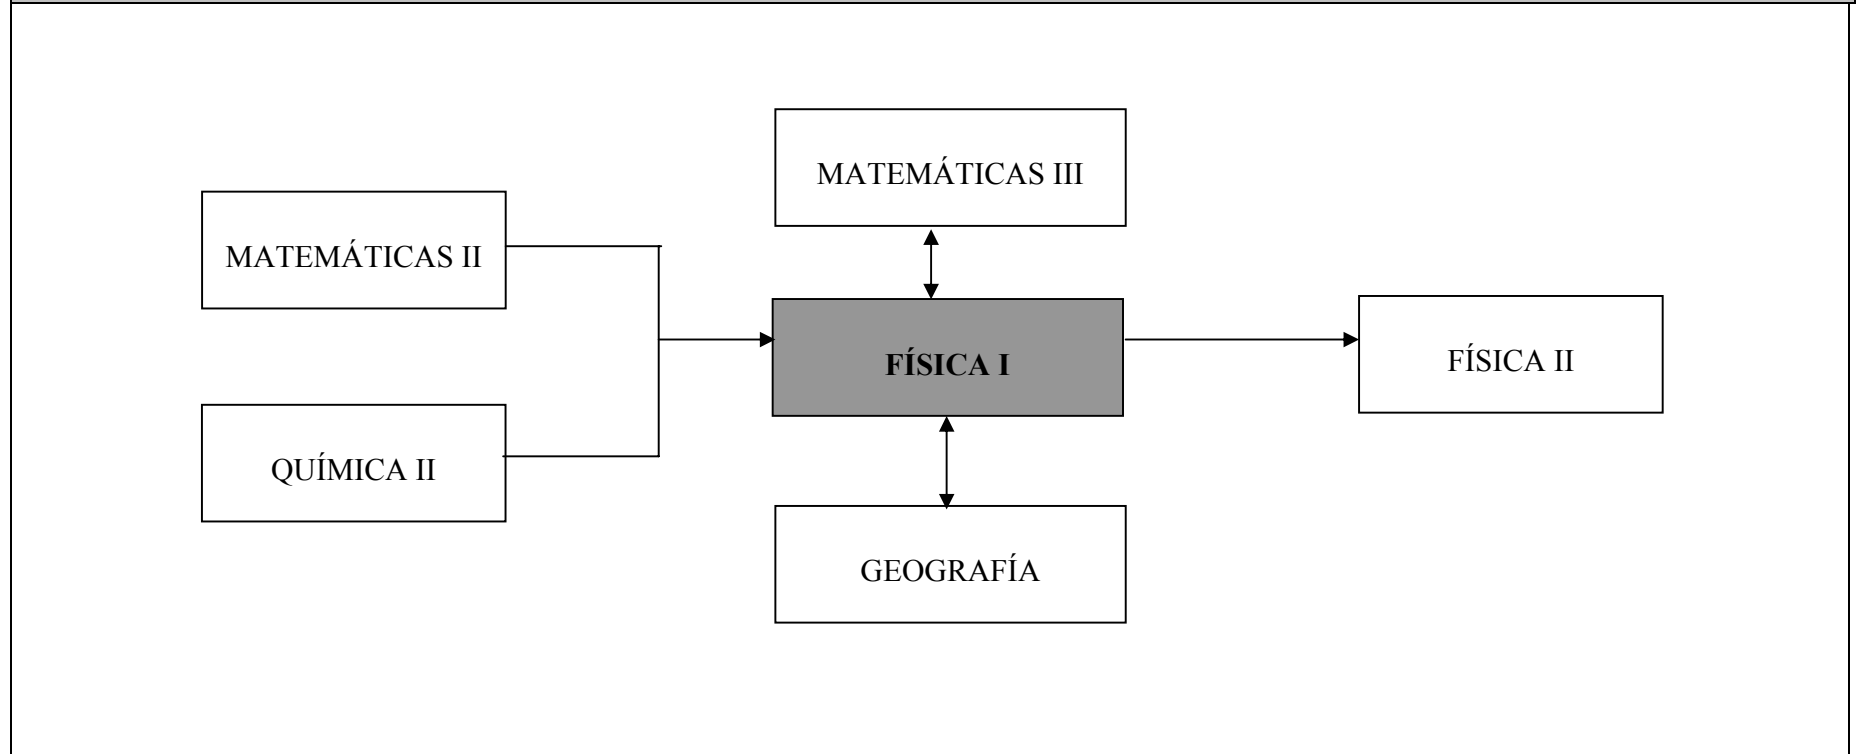 MATEMÁTICAS III
MATEMÁTICAS II
FÍSICA I
FÍSICA II
QUÍMICA II
GEOGRAFÍA